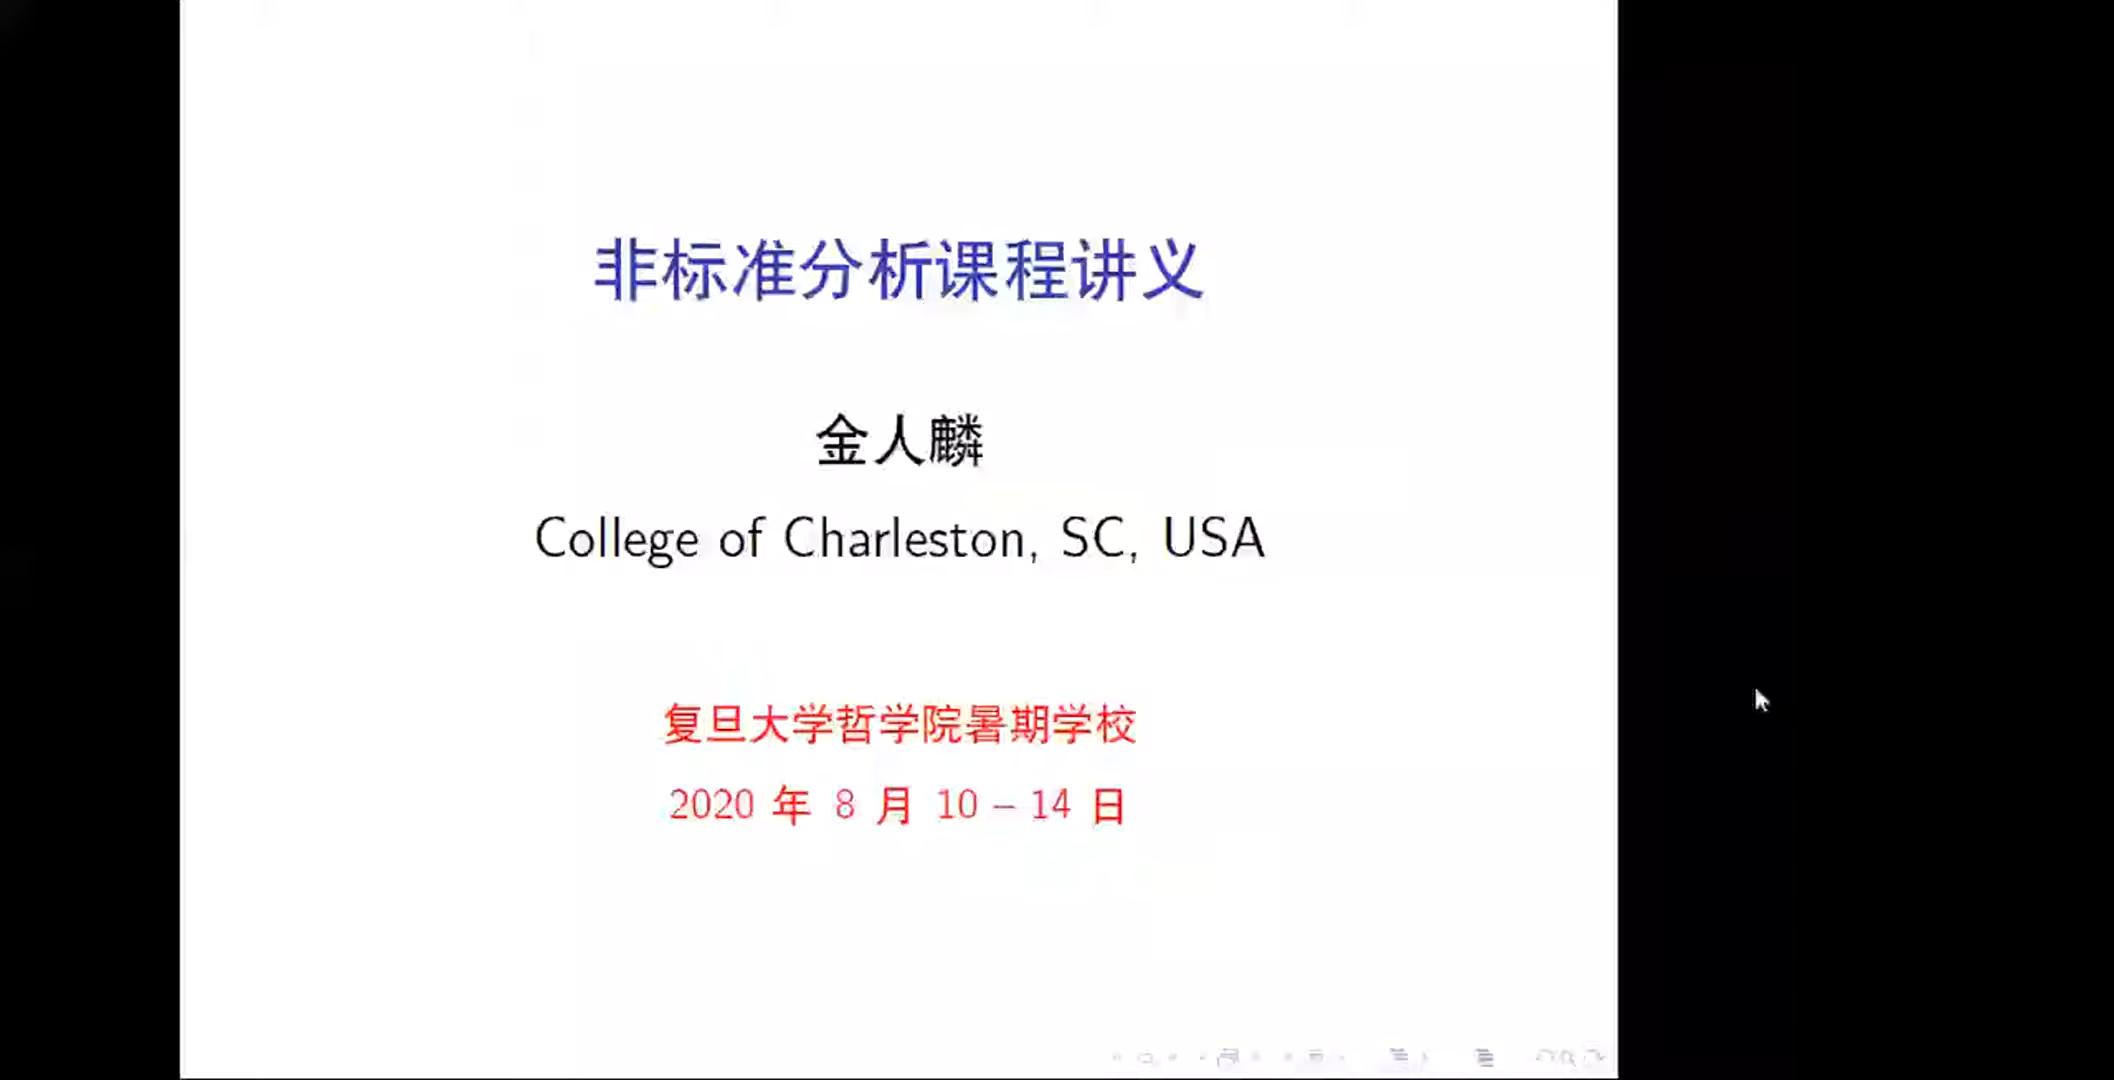 非标准分析课程讲义
金人麟
College of Charleston, SC, USA
复旦大学哲学院暑期学校
2020 年 8 月 10 – 14 日